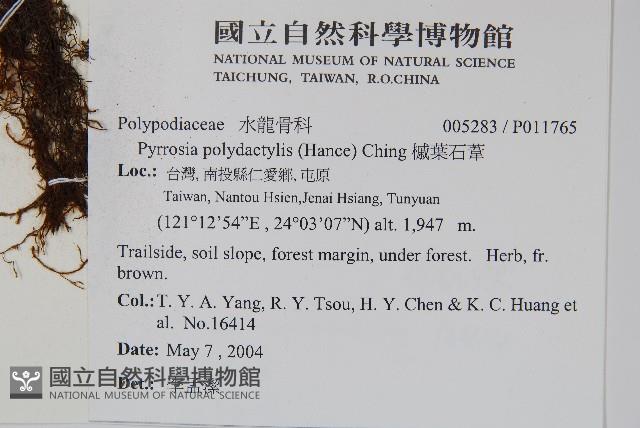 國立自然科學博物館
NATIONAL MUSEUM OF NATURAL SCIENCE
TAICHUNG, TAIWAN, R.O.CHINA
Polypodiaceae 水龍骨科 005283 / P011765
Pyrrosia polydactylis (Hance) Ching 槭葉石葦
Loc.: 台灣, 南投縣仁愛鄉, 屯原
Taiwan, Nantou Hsien,Jenai Hsiang, Tunyuan
(121°12'54”E , 24°03'07”N) alt. 1,947 m.
Trailside, soil slope, forest margin, under forest. Herb, fr.
brown.
Col.: T. Y. A. Yang, R. Y. Tsou, H. Y. Chen & K. C. Huang et
al. No.16414
Date: May 7 , 2004
Det.:
國立自然科學博物館
NATIONAL MUSEUM OF NATURAL SCIENCE